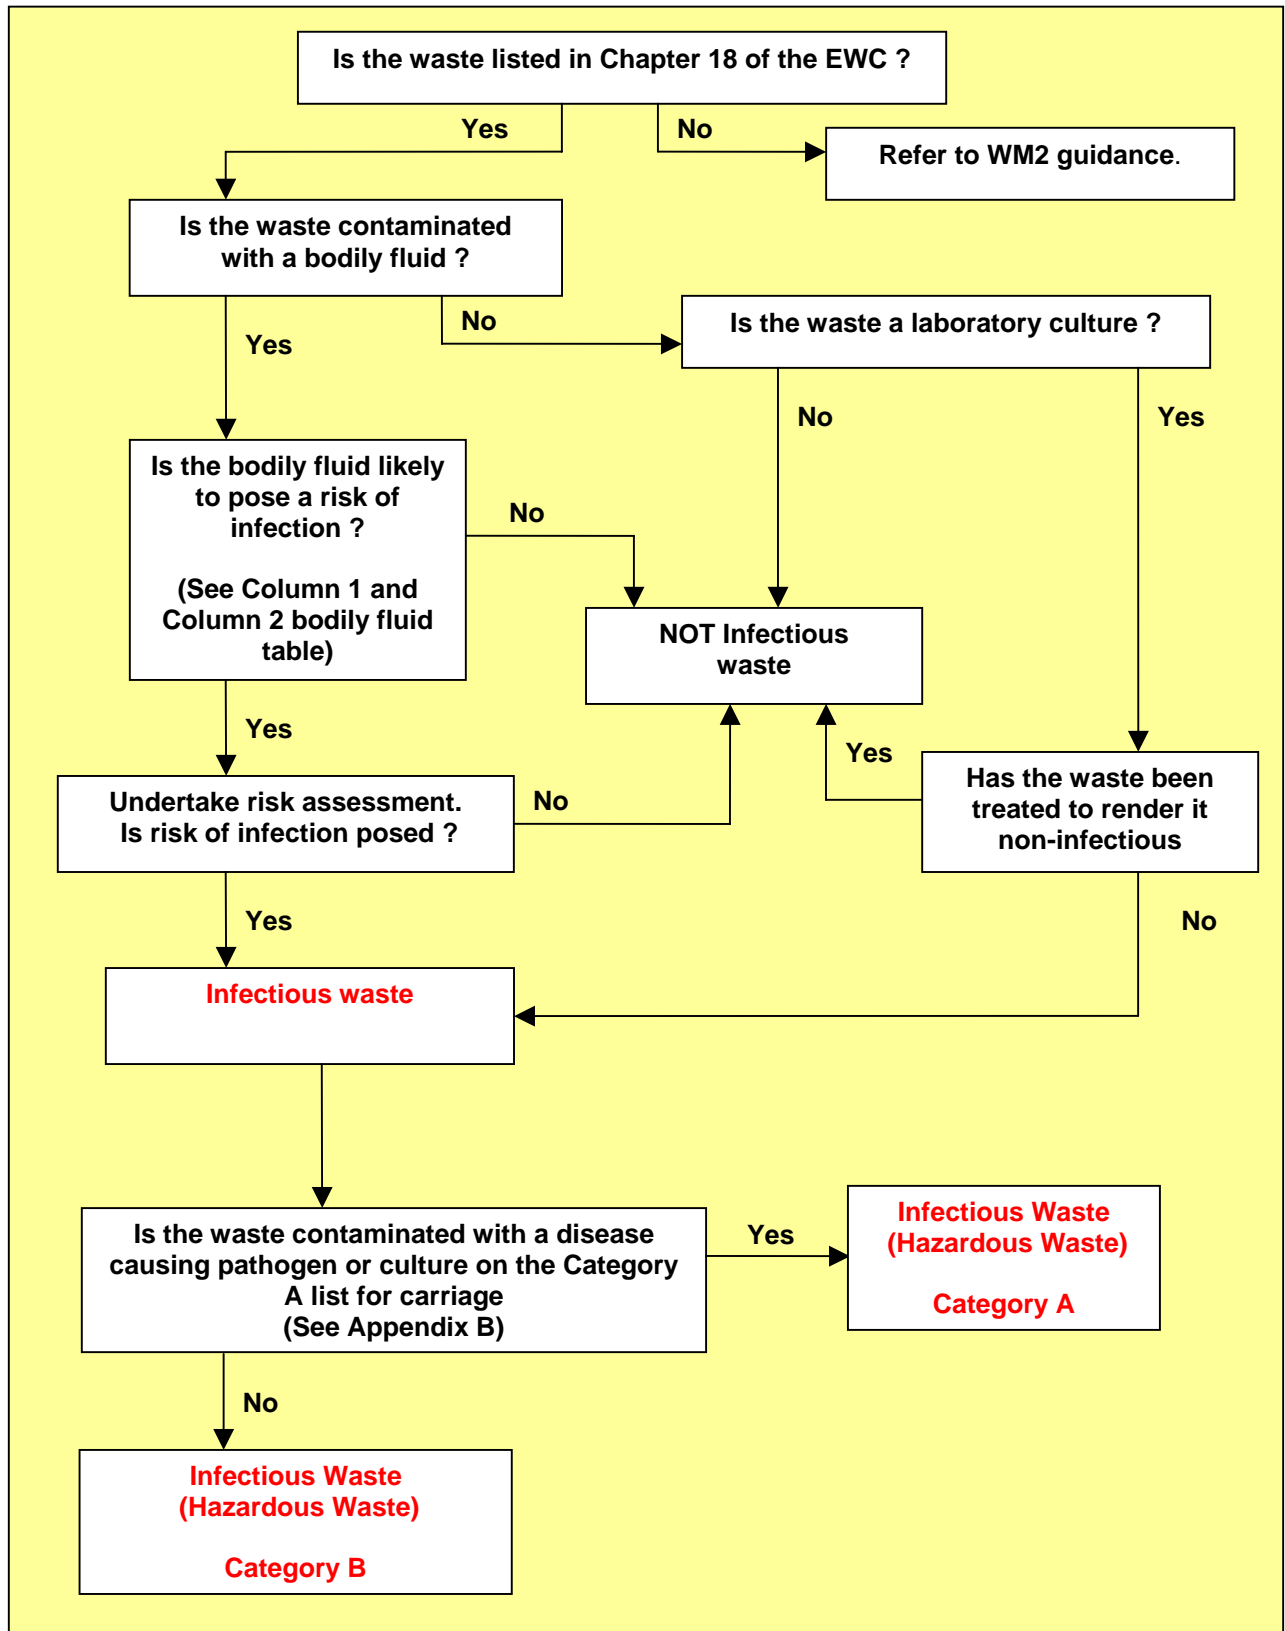 Is the waste listed in Chapter 18 of the EWC ?
Yes
No
Refer to WM2 guidance.
Is the waste contaminated
with a bodily fluid ?
No
Is the waste a laboratory culture ?
Yes
No
Yes
Is the bodily fluid likely
to pose a risk of
infection ?
(See Column 1 and
Column 2 bodily fluid
table)
No
NOT Infectious
waste
Yes
Yes
Undertake risk assessment.
Is risk of infection posed ?
No
Has the waste been
treated to render it
non-infectious
Yes
No
Infectious waste
Is the waste contaminated with a disease
causing pathogen or culture on the Category
A list for carriage
(See Appendix B)
Yes
Infectious Waste
(Hazardous Waste)
Category A
No
Infectious Waste
(Hazardous Waste)
Category B